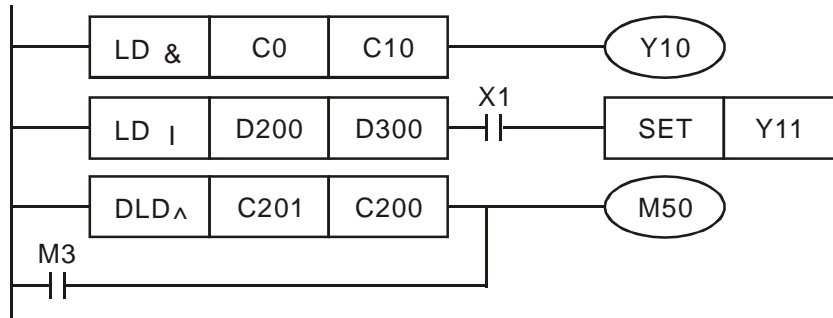 LD & C0 C10 Y10
X1
LD | D200 D300 SET Y11
DLD^ C201 C200 M50
M3